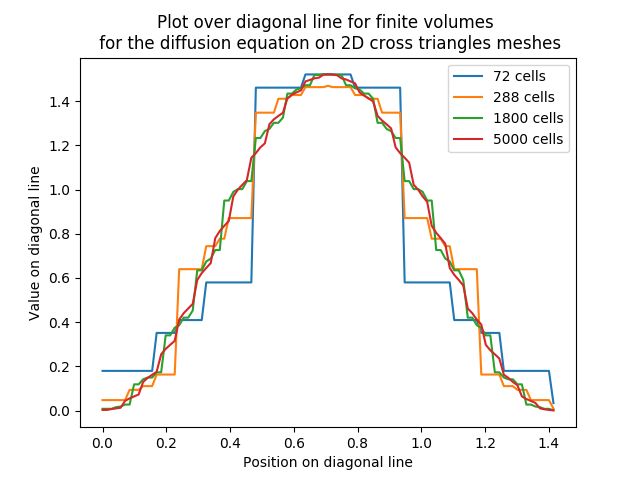 Plot over diagonal line for finite volumes
for the diffusion equation on 2D cross triangles meshes
72 cells
288 cells
1800 cells
5000 cells
Value on diagonal line
1.4
1.2
1.0
0.8
0.6
0.4
0.2
0.0
0.0 0.2 0.4 0.6 0.8 1.0 1.2 1.4
Position on diagonal line